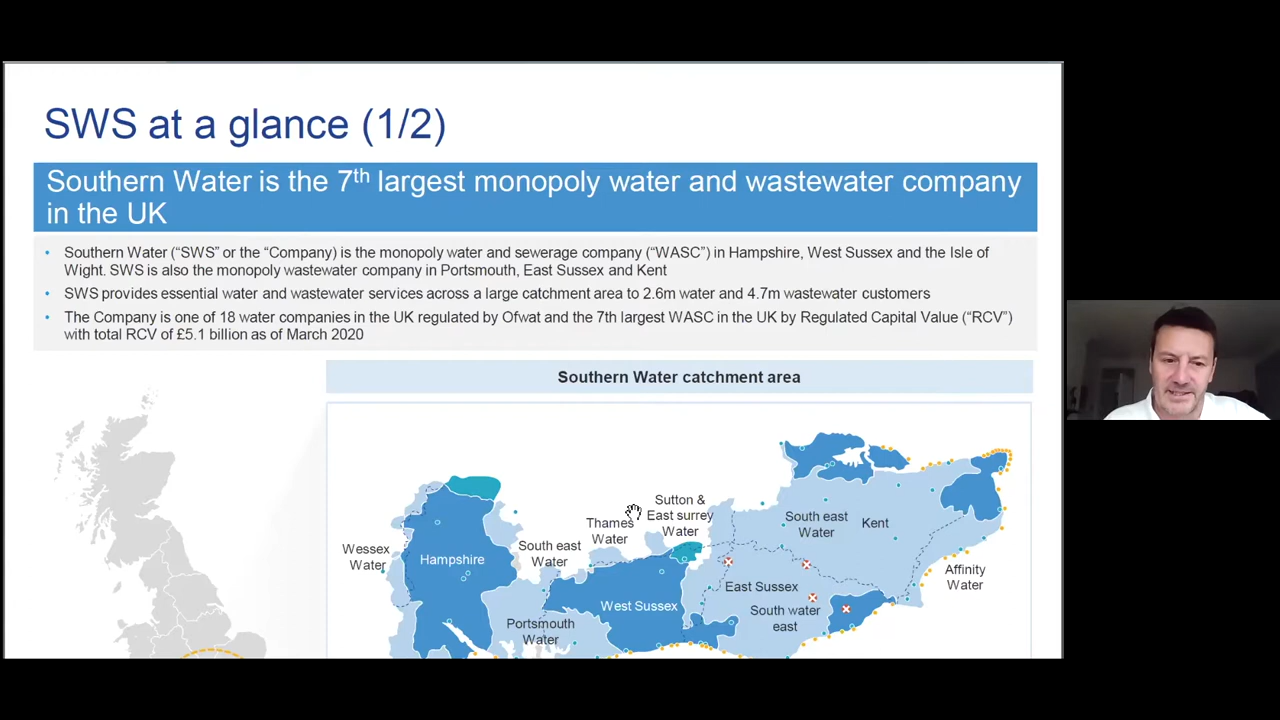 SWS at a glance (1/2)
Southern Water is the 7th largest monopoly water and wastewater company
in the UK
• Southern Water (“SWS” or the “Company) is the monopoly water and sewerage company (“WASC”) in Hampshire, West Sussex and the Isle of
Wight. SWS is also the monopoly wastewater company in Portsmouth, East Sussex and Kent
• SWS provides essential water and wastewater services across a large catchment area to 2.6m water and 4.7m wastewater customers
• The Company is one of 18 water companies in the UK regulated by Ofwat and the 7th largest WASC in the UK by Regulated Capital Value (“RCV”)
with total RCV of £5.1 billion as of March 2020
Southern Water catchment area
Wessex
Water
Hampshire
South east
Water
Thames
Water
Sutton &
East surrey
Water
South east
Water
Kent
Affinity
Water
East Sussex
South water
east
West Sussex
Portsmouth
Water